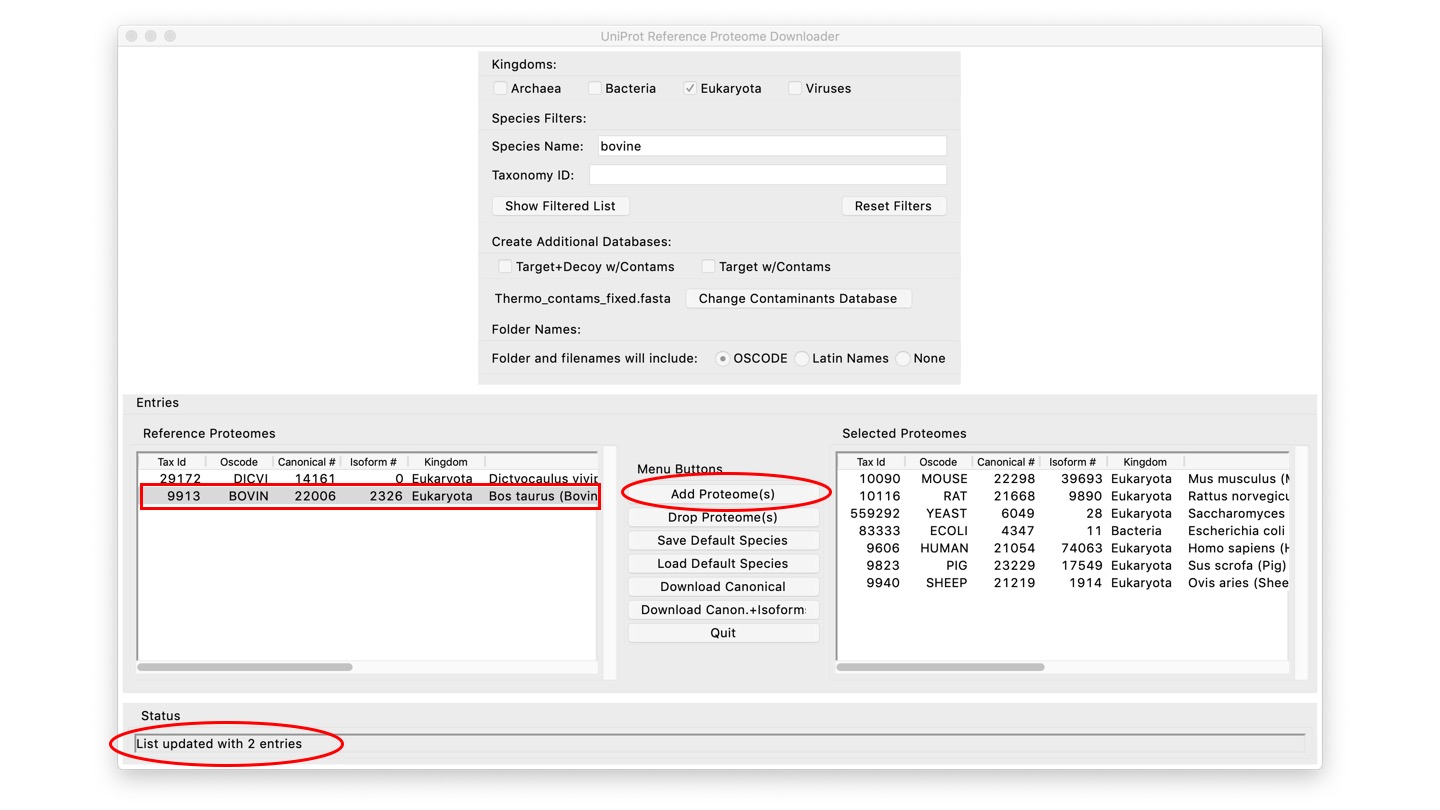 UniProt Reference Proteome Downloader
Kingdoms:
Archaea Bacteria Eukaryota Viruses
Species Filters:
Species Name: bovine
Taxonomy ID:
Show Filtered List Reset Filters
Create Additional Databases:
Target+Decoy w/Contams Target w/Contams
Thermo_contams_fixed.fasta Change Contaminants Database
Folder Names:
Folder and filenames will include: OSCODE Latin Names None
Entries
Reference Proteomes
Tax Id Oscode Canonical # Isoform # Kingdom
29172 DICVI 14161 0 Eukaryota Dictyocaulus vivip
9913 BOVIN 22006 2326 Eukaryota Bos taurus (Bovin
Menu Buttons
Add Proteome(s)
Drop Proteome(s)
Save Default Species
Load Default Species
Download Canonical
Download Canon.+Isoform
Quit
Selected Proteomes
Tax Id Oscode Canonical # Isoform # Kingdom
10090 MOUSE 22298 39693 Eukaryota Mus musculus (M
10116 RAT 21668 9890 Eukaryota Rattus norvegicu
559292 YEAST 6049 28 Eukaryota Saccharomyces
83333 ECOLI 4347 11 Bacteria Escherichia coli
9606 HUMAN 21054 74063 Eukaryota Homo sapiens (H
9823 PIG 23229 17549 Eukaryota Sus scrofa (Pig)
9940 SHEEP 21219 1914 Eukaryota Ovis aries (Shee
Status
List updated with 2 entries